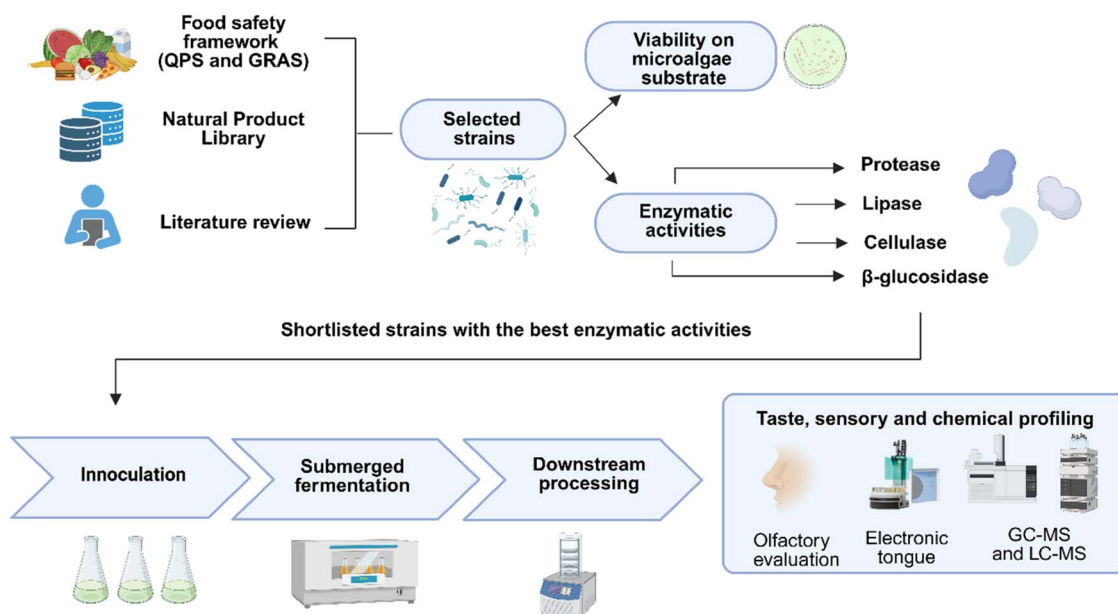 Food safety
framework
(QPS and GRAS)
Natural Product
Library
Literature review
Selected
strains
Viability on
microalgae
substrate
Enzymatic
activities
Protease
Lipase
Cellulase
β-glucosidase
Shortlisted strains with the best enzymatic activities
Innoculation
Submerged
fermentation
Downstream
processing
Taste, sensory and chemical profiling
Olfactory
evaluation
Electronic
tongue
GC-MS
and LC-MS